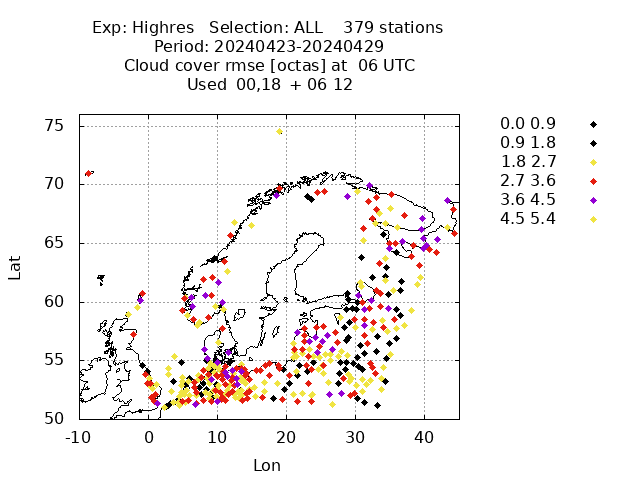 Exp: Highres   Selection: ALL    379 stations
Period: 20240423-20240429
Cloud cover rmse [octas] at  06 UTC
Used  00,18  + 06 12
75
70
65
60
55
50
Lat
-10 0 10 20 30 40
Lon
0.0 0.9
0.9 1.8
1.8 2.7
2.7 3.6
3.6 4.5
4.5 5.4